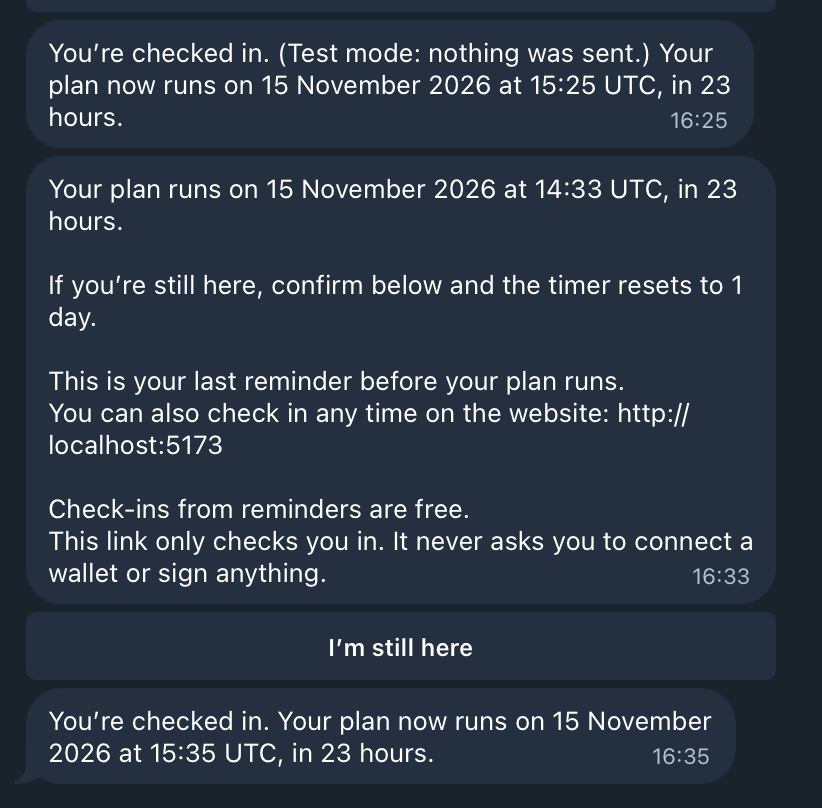 You’re checked in. (Test mode: nothing was sent.) Your
plan now runs on 15 November 2026 at 15:25 UTC, in 23
hours.
16:25
Your plan runs on 15 November 2026 at 14:33 UTC, in 23
hours.
If you’re still here, confirm below and the timer resets to 1
day.
This is your last reminder before your plan runs.
You can also check in any time on the website: http://
localhost:5173
Check-ins from reminders are free.
This link only checks you in. It never asks you to connect a
wallet or sign anything.
16:33
I’m still here
You’re checked in. Your plan now runs on 15 November
2026 at 15:35 UTC, in 23 hours.
16:35